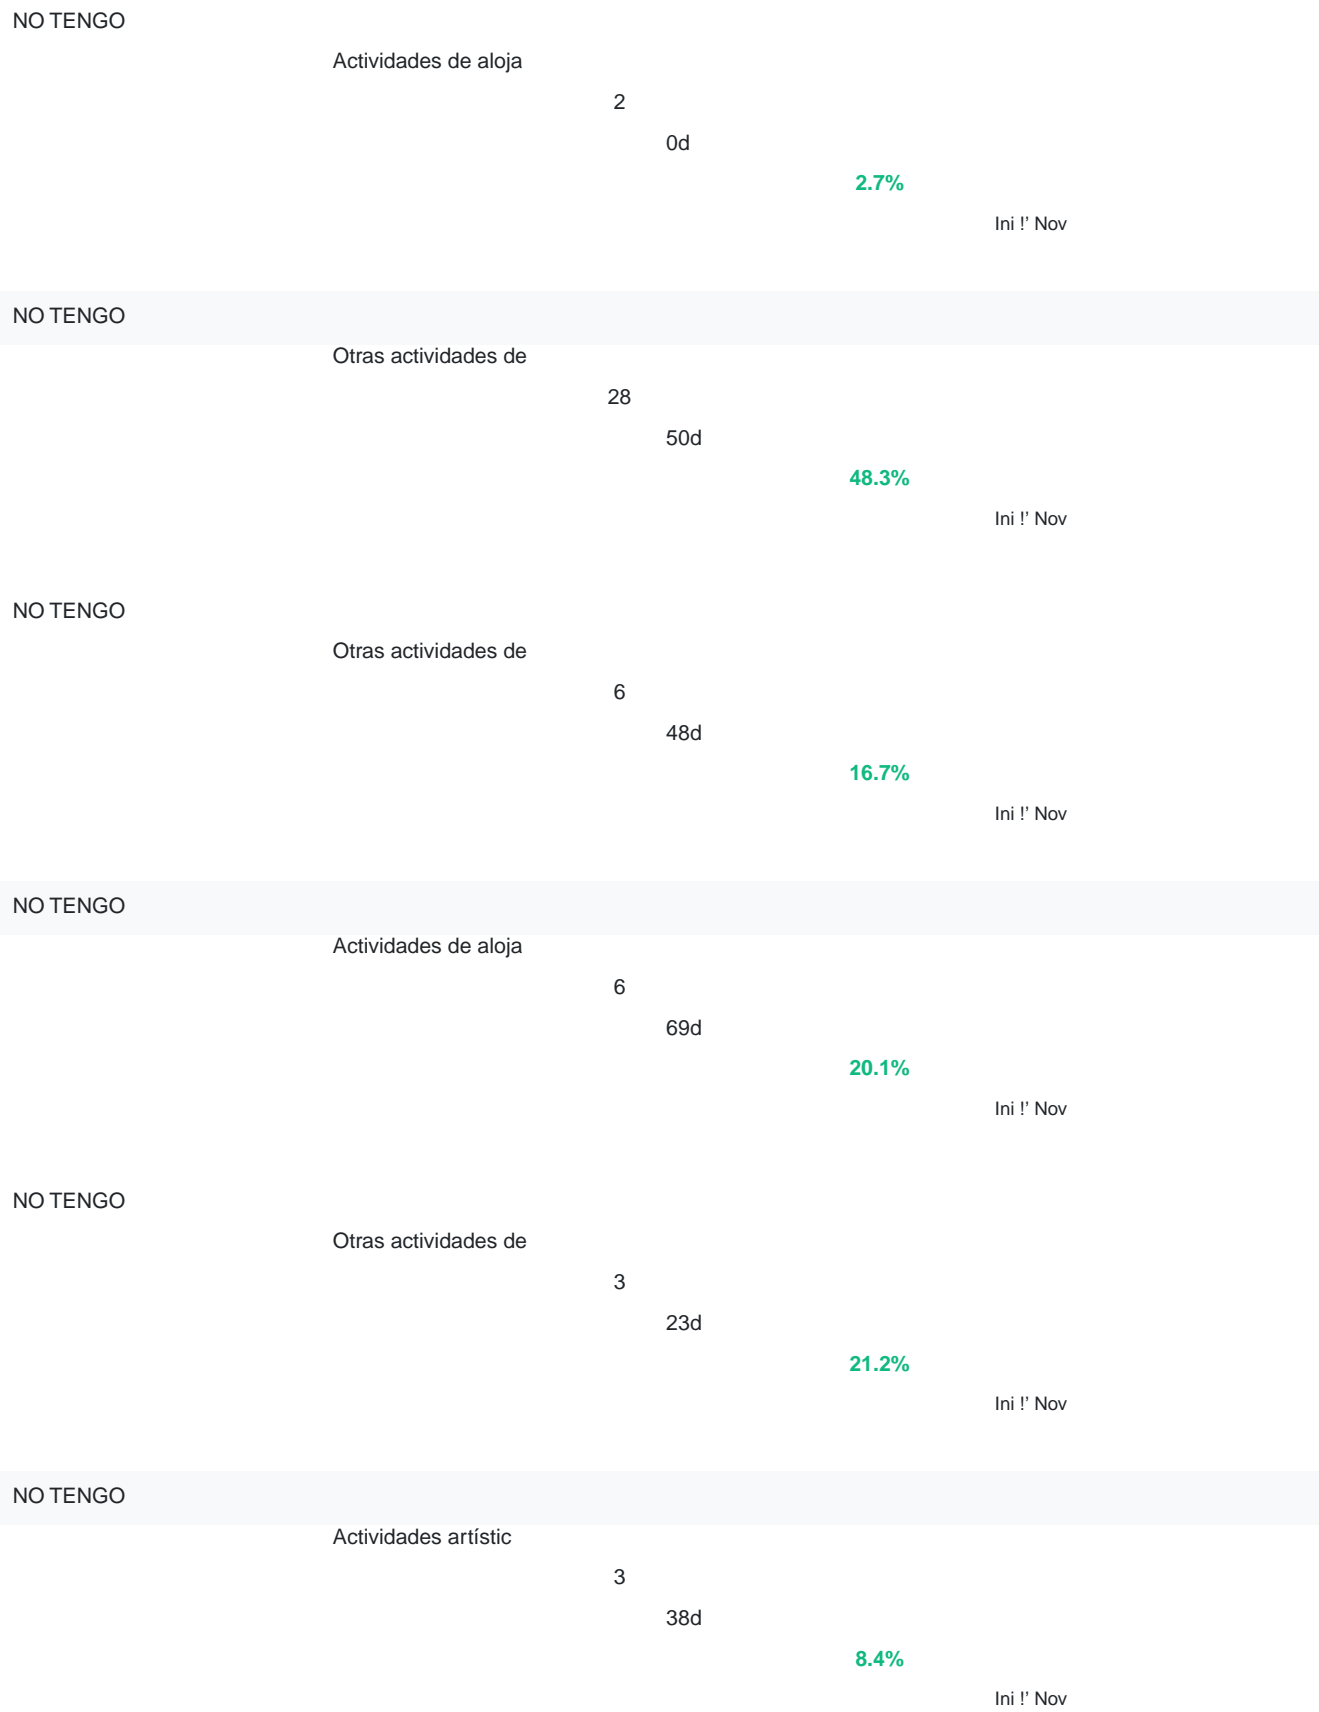 NO TENGO
Actividades de aloja
2
0d
2.7%
Ini !’ Nov
NO TENGO
Otras actividades de
28
50d
48.3%
Ini !’ Nov
NO TENGO
Otras actividades de
6
48d
16.7%
Ini !’ Nov
NO TENGO
Actividades de aloja
6
69d
20.1%
Ini !’ Nov
NO TENGO
Otras actividades de
3
23d
21.2%
Ini !’ Nov
NO TENGO
Actividades artístic
3
38d
8.4%
Ini !’ Nov